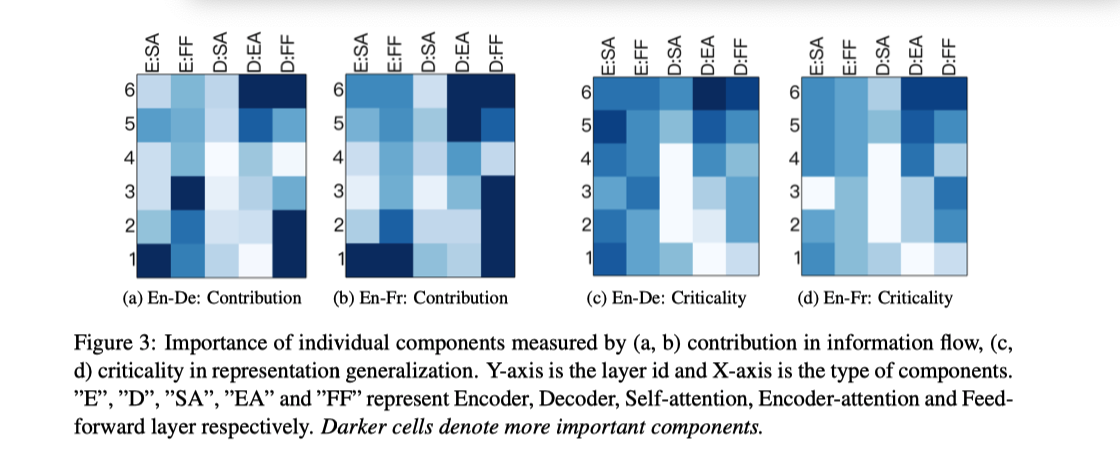 E:SA E:FF D:SA D:EA D:FF E:SA E:FF D:SA D:EA D:FF E:SA E:FF D:SA D:EA D:FF E:SA E:FF D:SA D:EA D:FF
6 6 6 6
5 5 5 5
4 4 4 4
3 3 3 3
2 2 2 2
1 1 1 1
(a) En-De: Contribution (b) En-Fr: Contribution (c) En-De: Criticality (d) En-Fr: Criticality
Figure 3: Importance of individual components measured by (a, b) contribution in information flow, (c,
d) criticality in representation generalization. Y-axis is the layer id and X-axis is the type of components.
”E”, ”D”, ”SA”, ”EA” and ”FF” represent Encoder, Decoder, Self-attention, Encoder-attention and Feed-
forward layer respectively. Darker cells denote more important components.